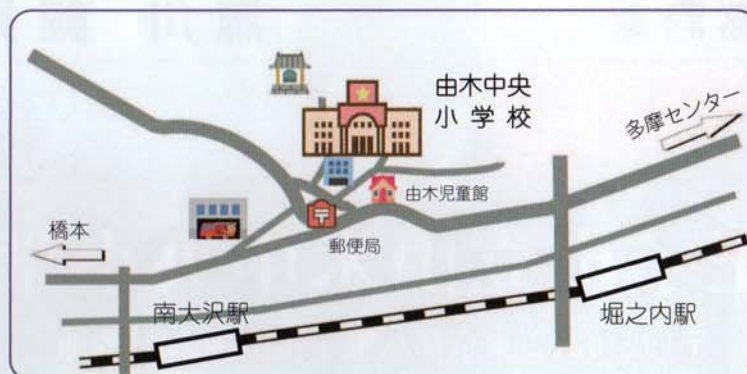 由木中央
小学校
多摩センター
由木児童館
郵便局
橋本
南大沢駅
堀之内駅